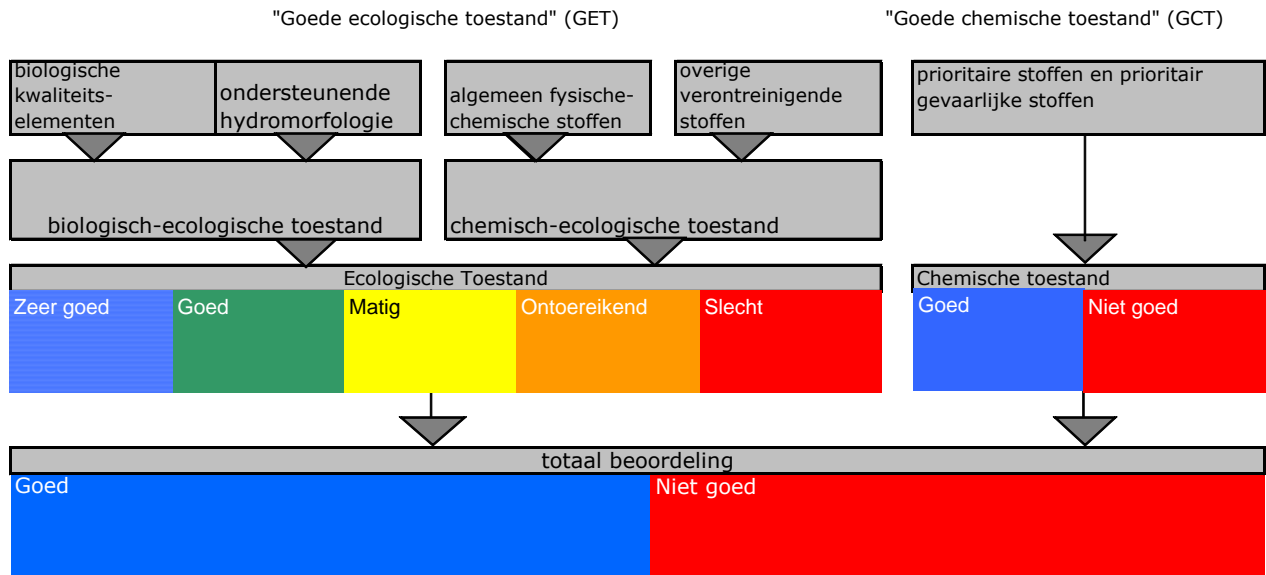 "Goede ecologische toestand" (GET)
"Goede chemische toestand" (GCT)
biologische
kwaliteits-
elementen
ondersteunende
hydromorfologie
algemeen fysische-
chemische stoffen
overige
verontreinigende
stoffen
prioritaire stoffen en prioritair
gevaarlijke stoffen
biologisch-ecologische toestand
chemisch-ecologische toestand
Ecologische Toestand
Chemische toestand
Zeer goed
Goed
Matig
Ontoereikend
Slecht
Goed
Niet goed
totaal beoordeling
Goed
Niet goed